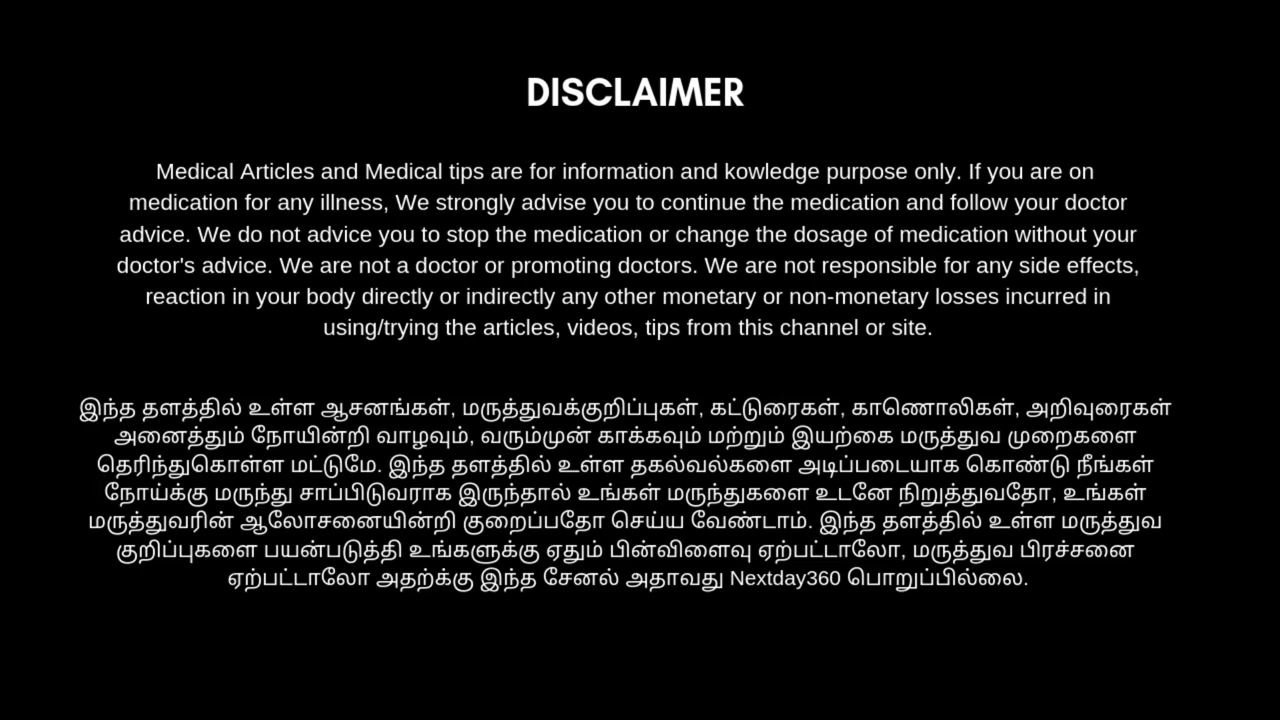 DISCLAIMER
Medical Articles and Medical tips are for information and kowledge purpose only. If you are on
medication for any illness, We strongly advise you to continue the medication and follow your doctor
advice. We do not advice you to stop the medication or change the dosage of medication without your
doctor's advice. We are not a doctor or promoting doctors. We are not responsible for any side effects,
reaction in your body directly or indirectly any other monetary or non-monetary losses incurred in
using/trying the articles, videos, tips from this channel or site.
இந்த தளத்தில் உள்ள ஆசனங்கள், மருத்துவக்குறிப்புகள், கட்டுரைகள், காணொலிகள், அறிவுரைகள்
அனைத்தும் நோயின்றி வாழவும், வரும்முன் காக்கவும் மற்றும் இயற்கை மருத்துவ முறைகளை
தெரிந்துகொள்ள மட்டுமே. இந்த தளத்தில் உள்ள தகல்வல்களை அடிப்படையாக கொண்டு நீங்கள்
நோய்க்கு மருந்து சாப்பிடுவராக இருந்தால் உங்கள் மருந்துகளை உடனே நிறுத்துவதோ, உங்கள்
மருத்துவரின் ஆலோசனையின்றி குறைப்பதோ செய்ய வேண்டாம். இந்த தளத்தில் உள்ள மருத்துவ
குறிப்புகளை பயன்படுத்தி உங்களுக்கு ஏதும் பின்விளைவு ஏற்பட்டாலோ, மருத்துவ பிரச்சனை
ஏற்பட்டாலோ அதற்க்கு இந்த சேனல் அதாவது Nextday360 பொறுப்பில்லை.